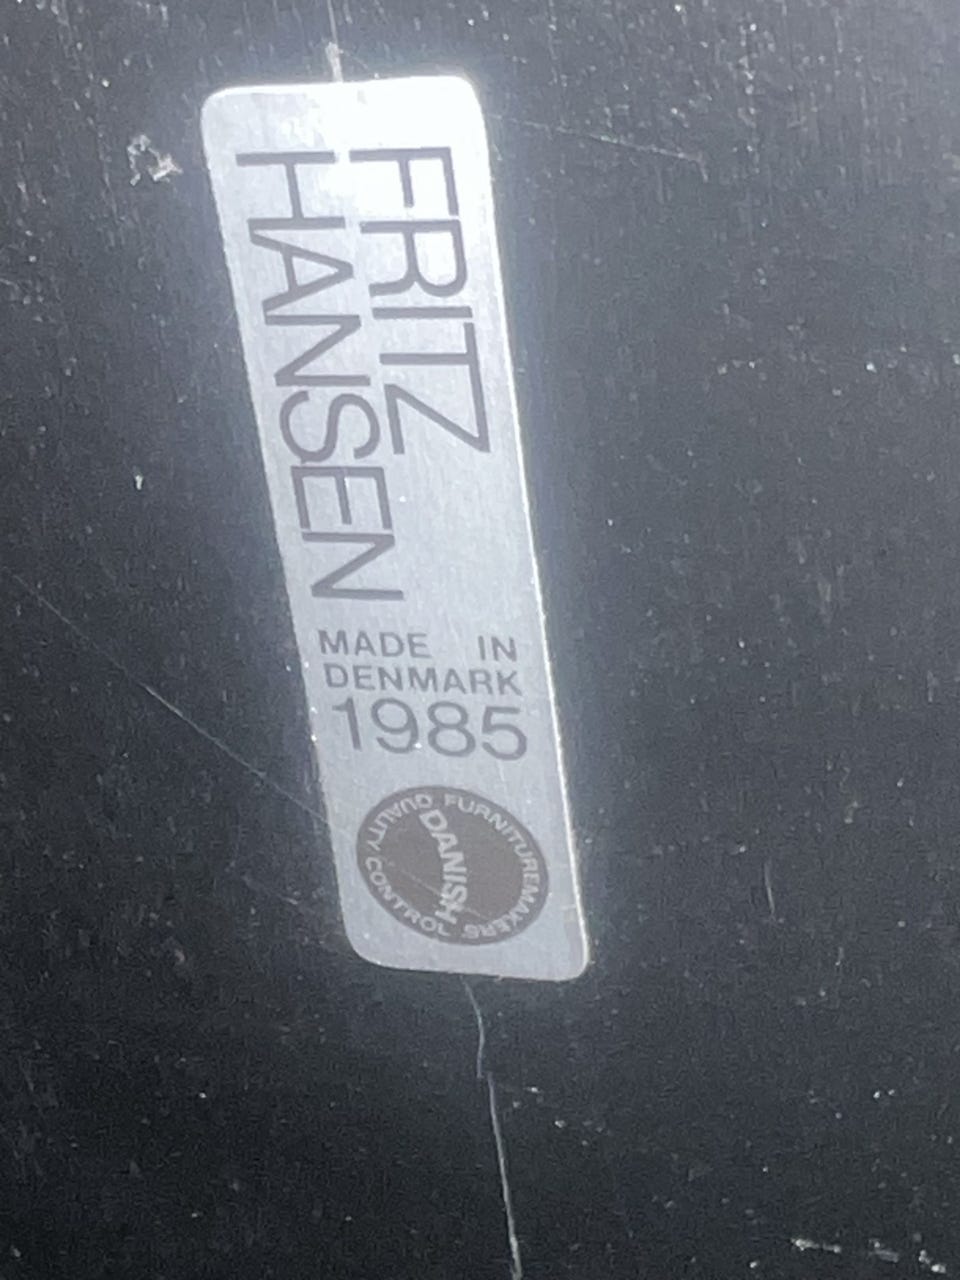 FRITZ
HANSEN
MADE IN
DENMARK
1985
FURNITUREMAKERS
DANISH
QUALITY CONTROL